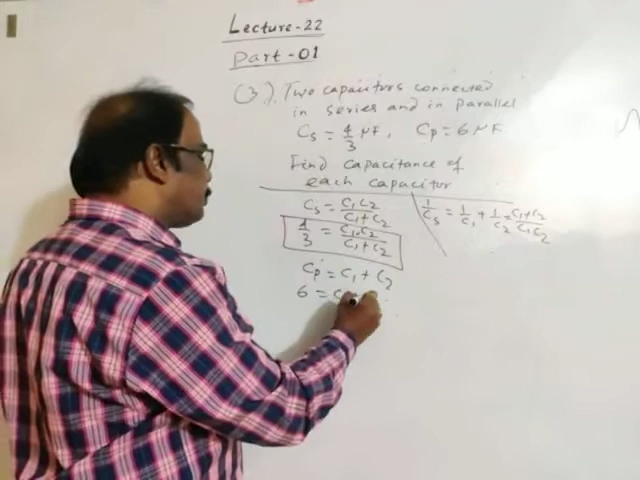 Lecture-22
Part-01
(3). Two capacitors connected
in series and in parallel
Cs = 4/3 μF, Cp = 6 μF
Find capacitance of
each capacitor
Cs = C1C2/C1+C2
4/3 = C1C2/C1+C2
1/Cs = 1/C1 + 1/C2 = C1+C2/C1C2
Cp = C1 + C2
6 = C